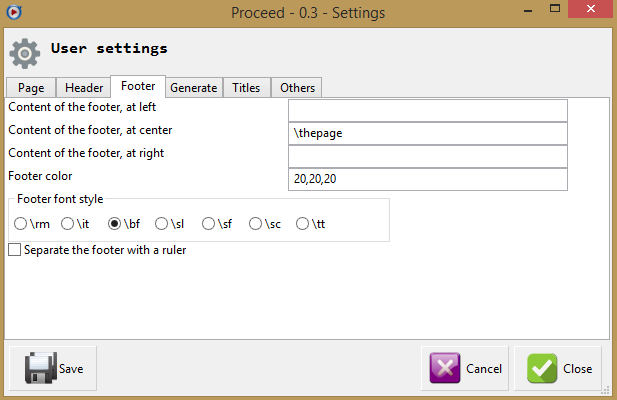 Proceed - 0.3 - Settings
User settings
Page Header Footer Generate Titles Others
Content of the footer, at left
Content of the footer, at center \thepage
Content of the footer, at right
Footer color 20,20,20
Footer font style
\rm \it \bf \sl \sf \sc \tt
Separate the footer with a ruler
Save Cancel Close